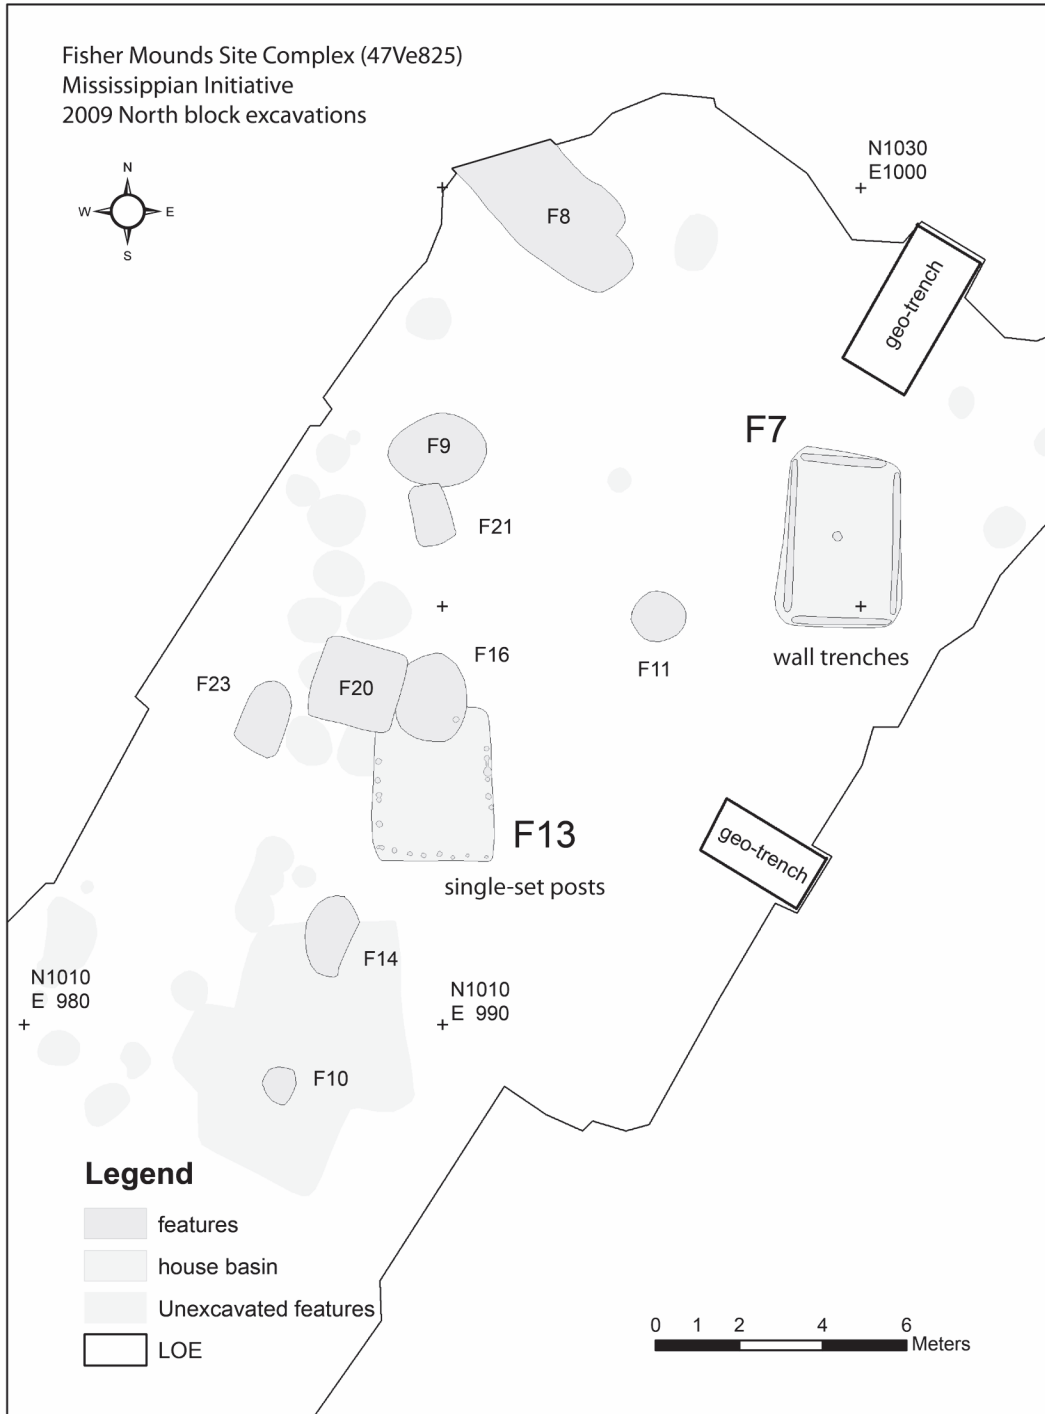 Fisher Mounds Site Complex (47Ve825)
Mississippian Initiative
2009 North block excavations
N
W E
S
N1030
E1000
F8
geo-trench
F7
F9
F21
F16
F11
wall trenches
F23
F20
F13
single-set posts
geo-trench
F14
N1010
E 980
N1010
E 990
F10
Legend
features
house basin
Unexcavated features
LOE
0 1 2 4 6
Meters